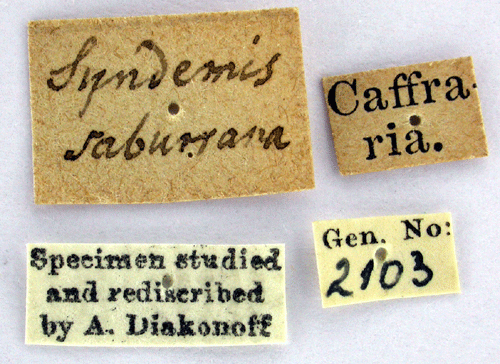 Syndemis
saburrana
Caffra-
ria.
Specimen studied
and rediscribed
by A. Diakonoff
Gen. No:
2103